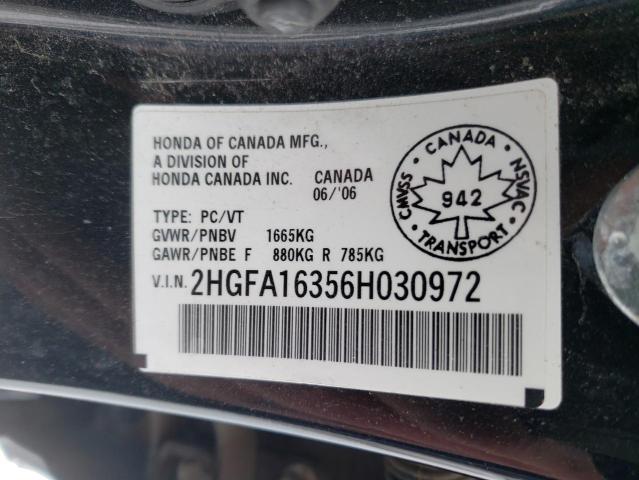 HONDA OF CANADA MFG.,
A DIVISION OF
HONDA CANADA INC. CANADA
06/'06
TYPE: PC/VT
GVWR/PNBV 1665KG
GAWR/PNBE F 880KG R 785KG
V.I.N. 2HGFA16356H030972
CANADA
CMVSS
942
NSVAC
TRANSPORT